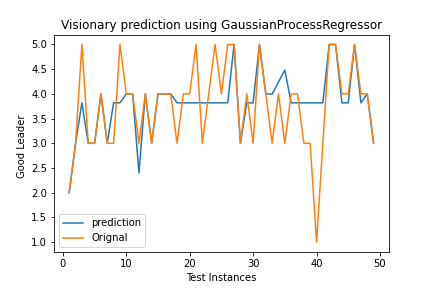 Visionary prediction using GaussianProcessRegressor
Good Leader
5.0
4.5
4.0
3.5
3.0
2.5
2.0
1.5
1.0
prediction
Orignal
0 10 20 30 40 50
Test Instances